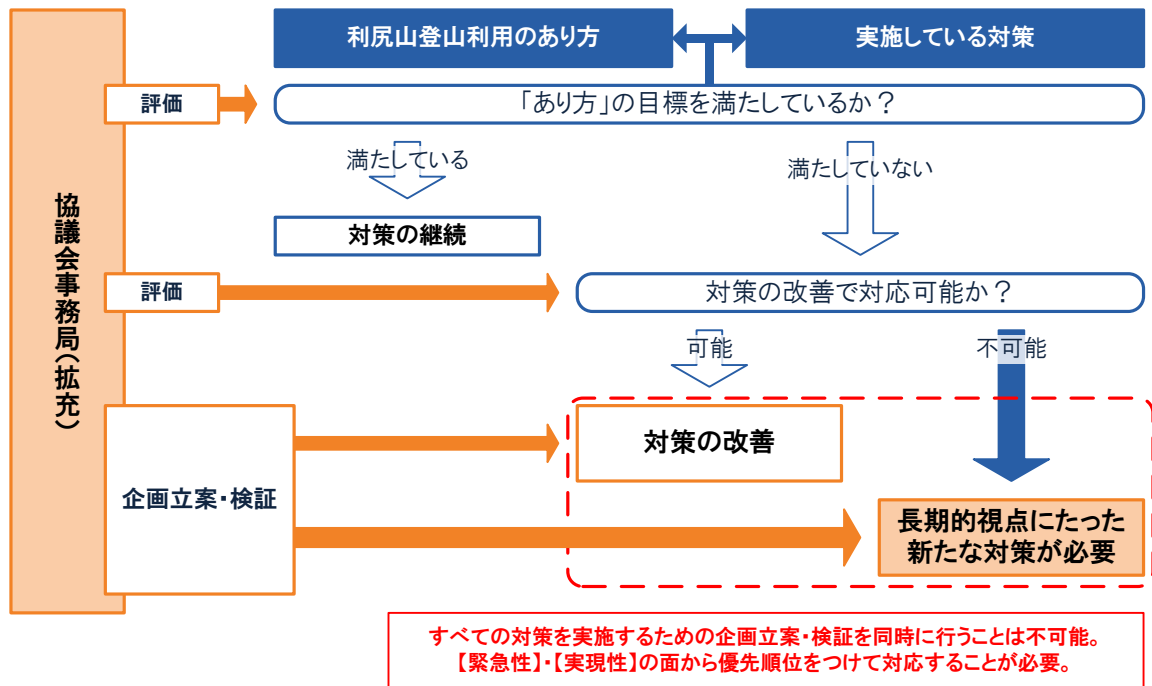 利尻山登山利用のあり方
実施している対策
評価
「あり方」の目標を満たしているか？
満たしている
満たしていない
協議会事務局（拡充）
対策の継続
評価
対策の改善で対応可能か？
可能
不可能
企画立案・検証
対策の改善
長期的視点にたった
新たな対策が必要
すべての対策を実施するための企画立案・検証を同時に行うことは不可能。
【緊急性】・【実現性】の面から優先順位をつけて対応することが必要。